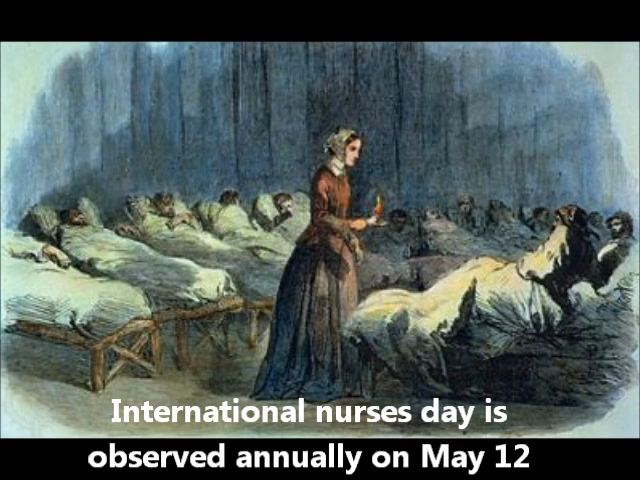 International nurses day is
observed annually on May 12